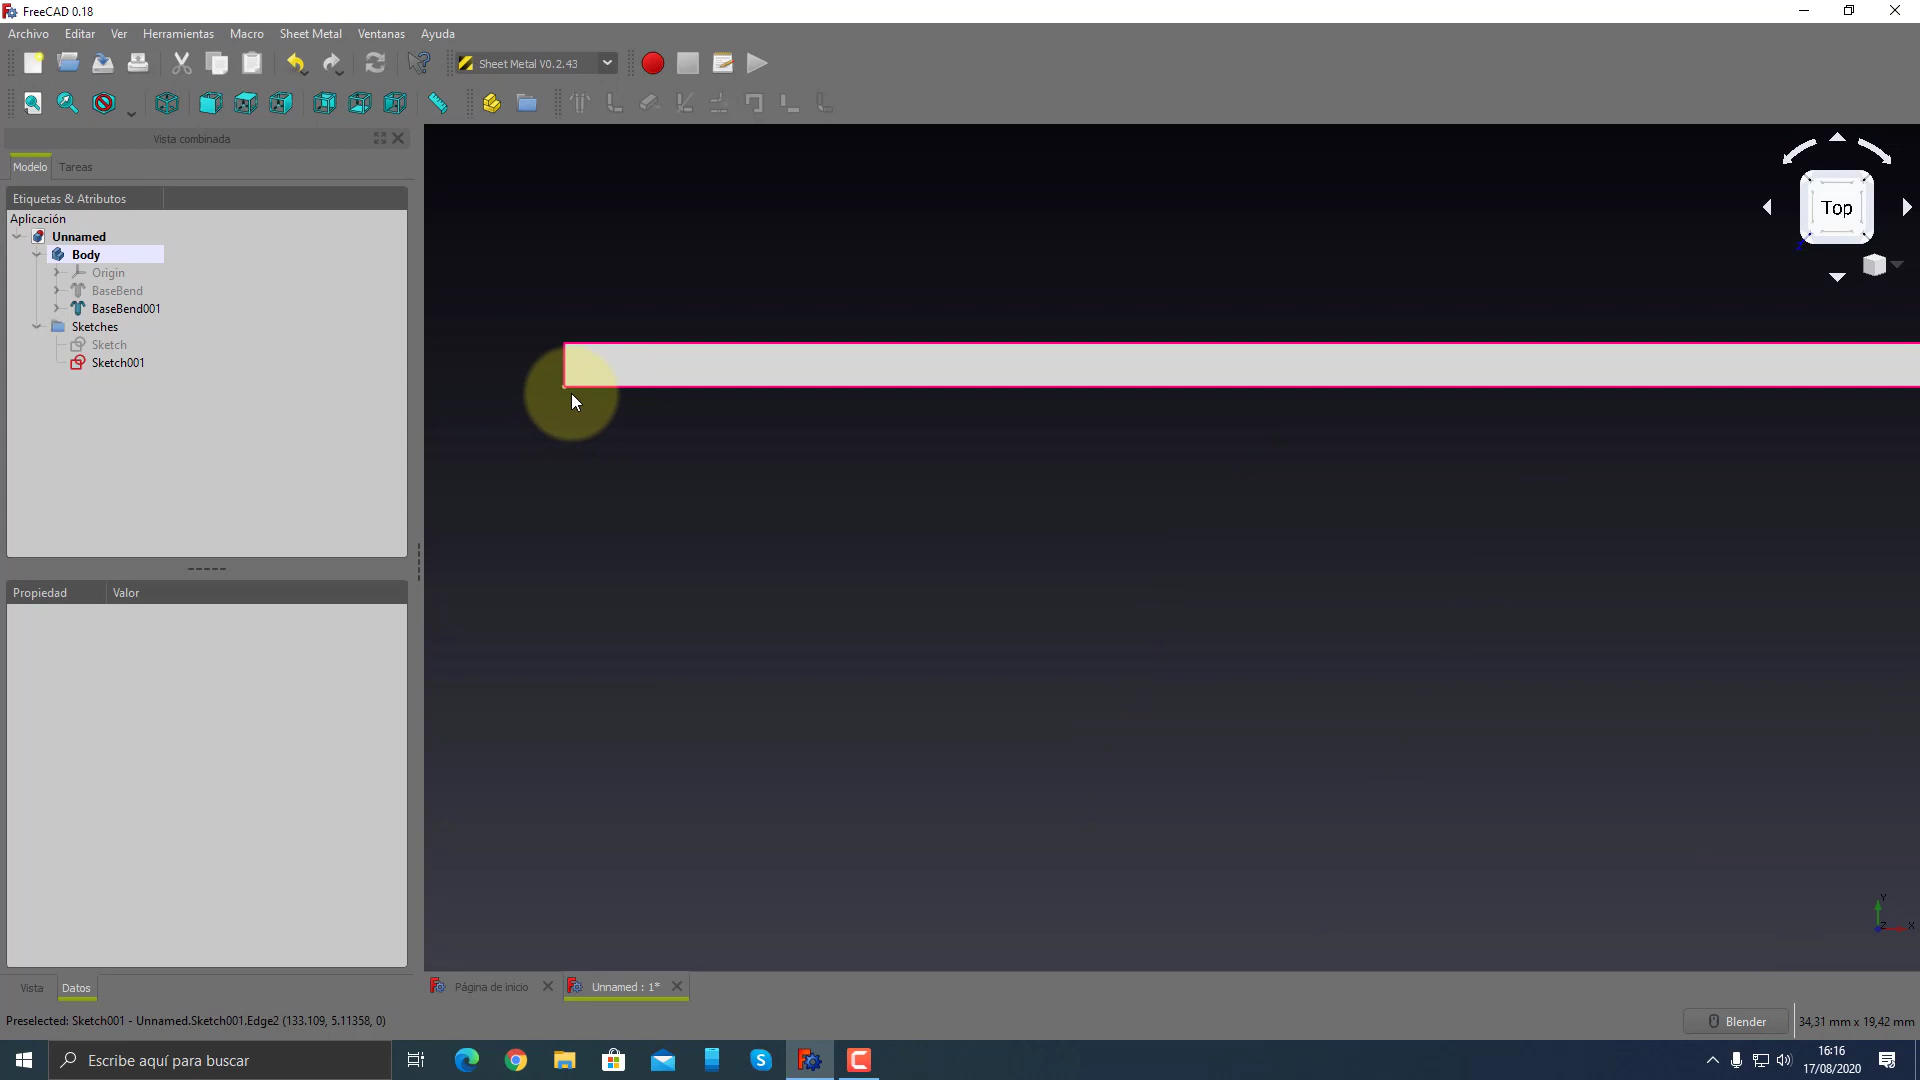 FreeCAD 0.18
Archivo Editar Ver Herramientas Macro Sheet Metal Ventanas Ayuda
Sheet Metal V0.2.43
Vista combinada
Modelo Tareas
Etiquetas & Atributos
Aplicación
Unnamed
Body
Origin
BaseBend
BaseBend001
Sketches
Sketch
Sketch001
Top
Z
Propiedad Valor
Y
Z X
Vista Datos
Página de inicio Unnamed : 1*
Preselected: Sketch001 - Unnamed.Sketch001.Edge2 (133.109, 5.11358, 0)
Blender 34,31 mm x 19,42 mm
Escribe aquí para buscar
16:16
17/08/2020